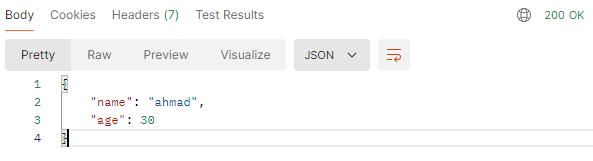 Body Cookies Headers (7) Test Results 200 OK
Pretty Raw Preview Visualize JSON
1 {
2 "name": "ahmad",
3 "age": 30
4 }